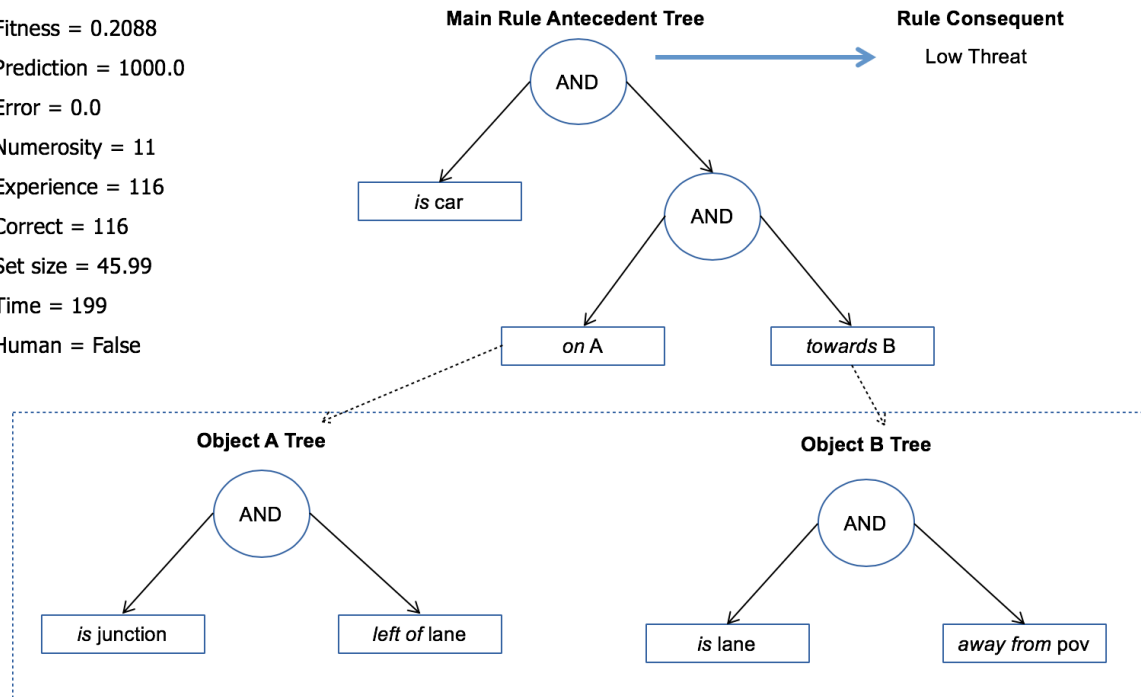 Fitness = 0.2088
Prediction = 1000.0
Error = 0.0
Numerosity = 11
Experience = 116
Correct = 116
Set size = 45.99
Time = 199
Human = False
Main Rule Antecedent Tree
Rule Consequent
Low Threat
AND
is car
AND
on A
towards B
Object A Tree
AND
is junction
left of lane
Object B Tree
AND
is lane
away from pov